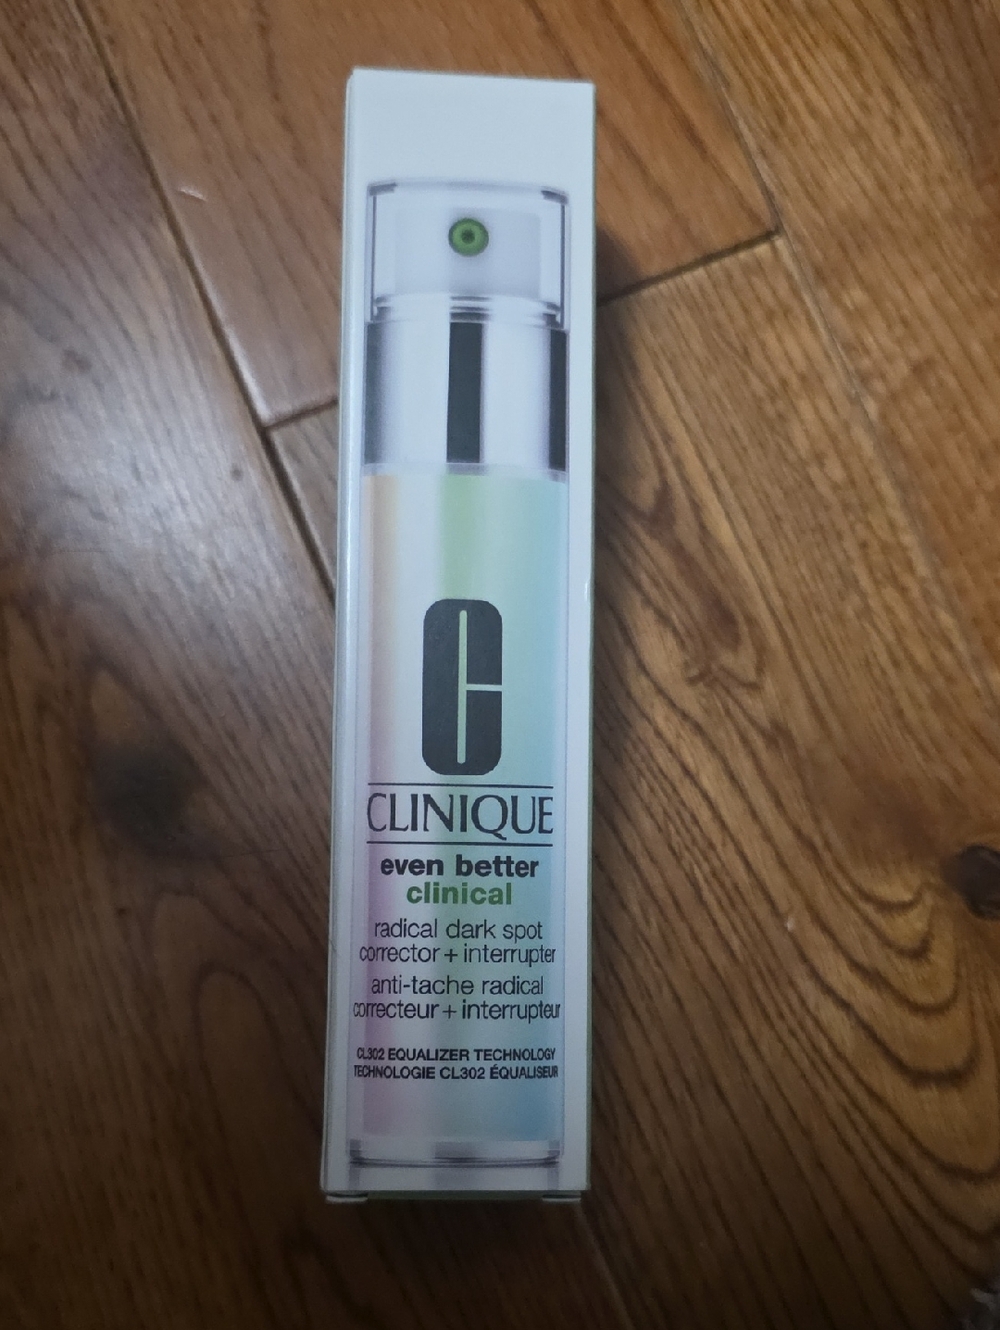 C
CLINIQUE
even better
clinical
radical dark spot
corrector + interrupter
anti-tache radical
correcteur + interrupteur
CL302 EQUALIZER TECHNOLOGY
TECHNOLOGIE CL302 ÉQUALISEUR